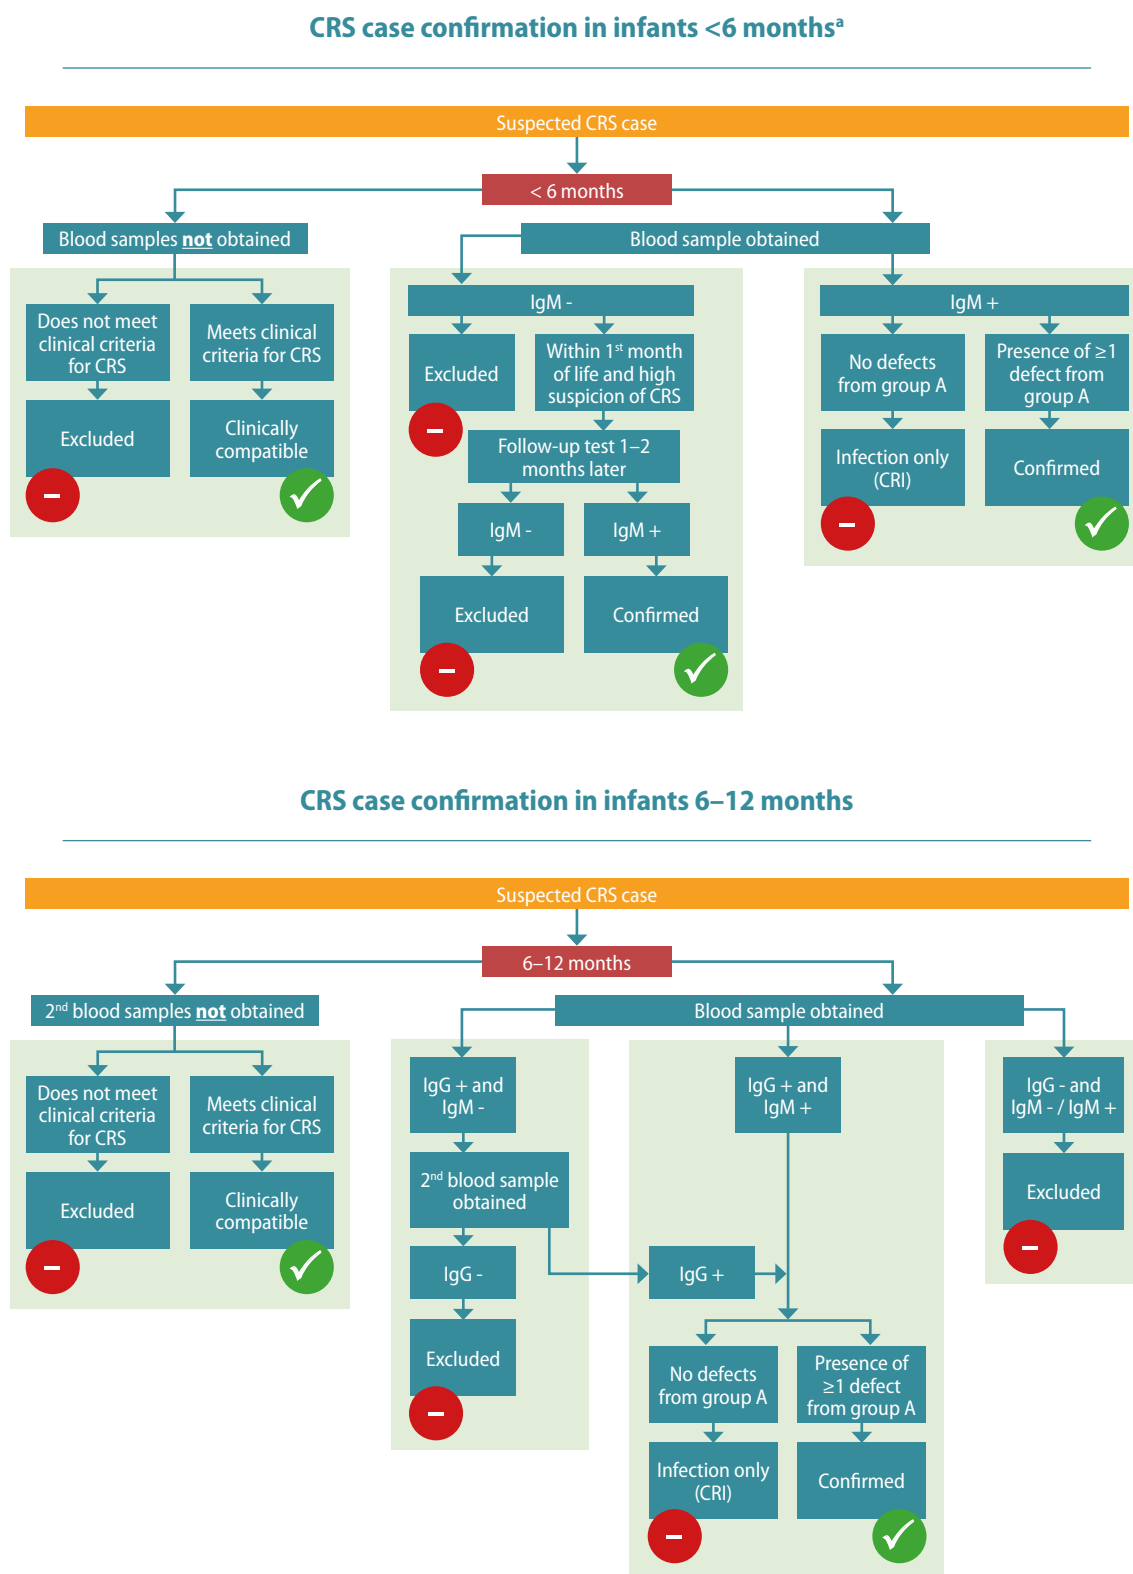 CRS case confirmation in infants <6 monthsᵃ
Suspected CRS case
< 6 months
Blood samples not obtained
Blood sample obtained
Does not meet
clinical criteria
for CRS
Meets clinical
criteria for CRS
Excluded
Clinically
compatible
IgM -
Excluded
Within 1st month
of life and high
suspicion of CRS
Follow-up test 1–2
months later
IgM -
IgM +
Excluded
Confirmed
IgM +
No defects
from group A
Presence of ≥1
defect from
group A
Infection only
(CRI)
Confirmed
CRS case confirmation in infants 6–12 months
Suspected CRS case
6–12 months
2nd blood samples not obtained
Blood sample obtained
Does not meet
clinical criteria
for CRS
Meets clinical
criteria for CRS
Excluded
Clinically
compatible
IgG + and
IgM -
2nd blood sample
obtained
IgG -
Excluded
IgG + and
IgM +
IgG +
No defects
from group A
Presence of
≥1 defect
from group A
Infection only
(CRI)
Confirmed
IgG - and
IgM - / IgM +
Excluded